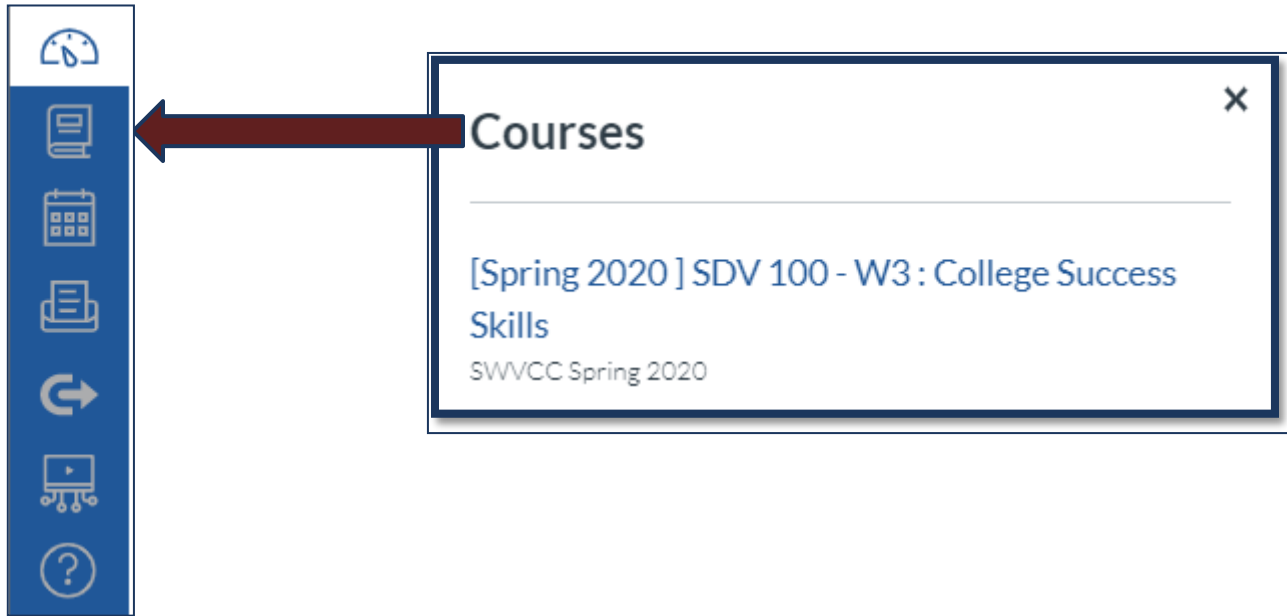 Courses
[Spring 2020 ] SDV 100 - W3 : College Success
Skills
SWVCC Spring 2020